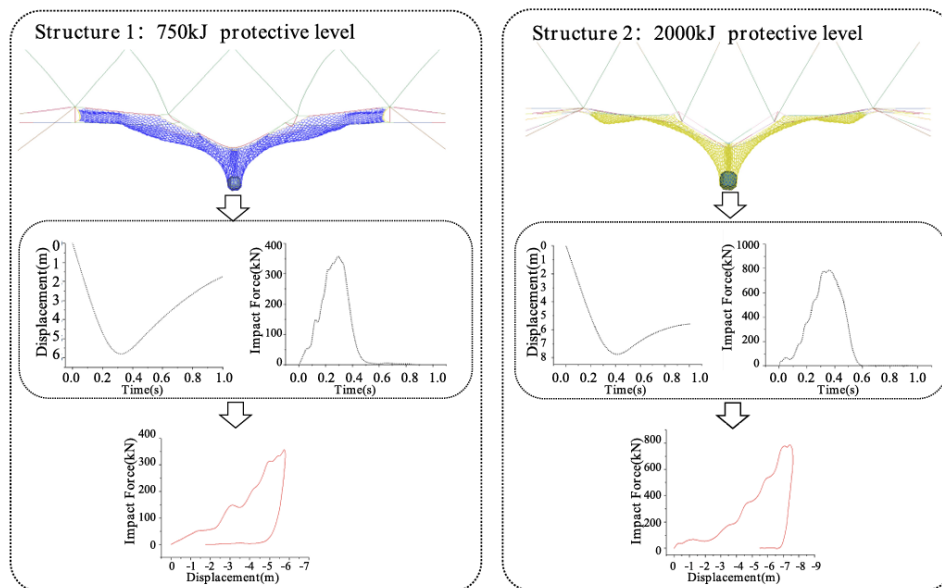 Structure 1: 750kJ protective level
Displacement(m)
0
1
2
3
4
5
6
0.0 0.2 0.4 0.6 0.8 1.0
Time(s)
Impact Force(kN)
400
300
200
100
0
0.0 0.2 0.4 0.6 0.8 1.0
Time(s)
Impact Force(kN)
400
300
200
100
0
0 -1 -2 -3 -4 -5 -6 -7
Displacement(m)
Structure 2: 2000kJ protective level
Displacement(m)
0
1
2
3
4
5
6
7
8
0.0 0.2 0.4 0.6 0.8 1.0
Time(s)
Impact Force(kN)
1000
800
600
400
200
0
0.0 0.2 0.4 0.6 0.8 1.0
Time(s)
Impact Force(kN)
800
600
400
200
0
0 -1 -2 -3 -4 -5 -6 -7 -8 -9
Displacement(m)